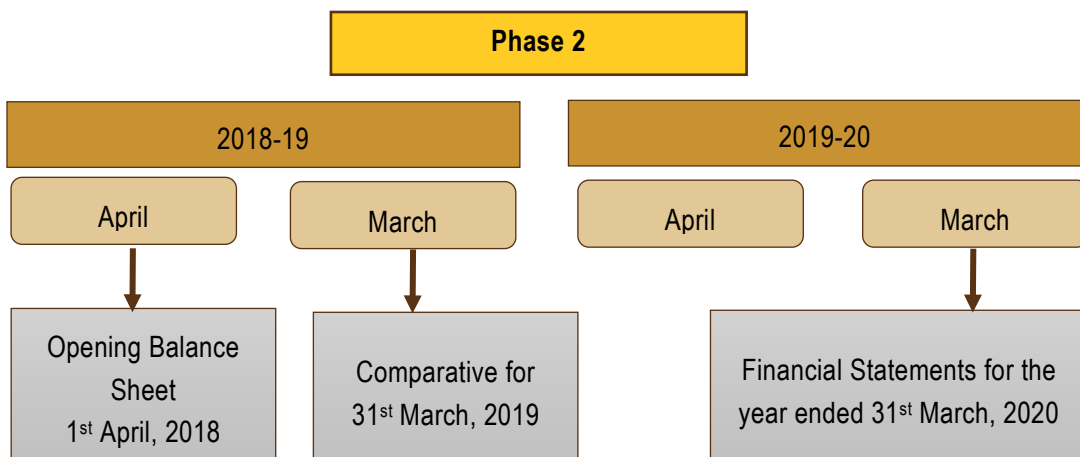 Phase 2
2018-19
2019-20
April
March
April
March
Opening Balance
Sheet
1st April, 2018
Comparative for
31st March, 2019
Financial Statements for the
year ended 31st March, 2020